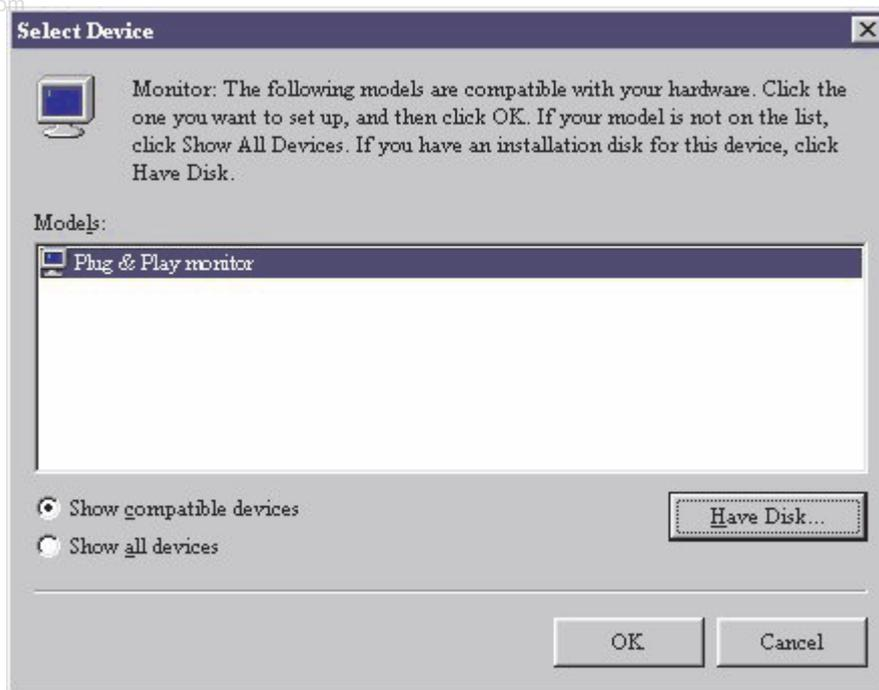 om
Select Device
Monitor: The following models are compatible with your hardware. Click the
one you want to set up, and then click OK. If your model is not on the list,
click Show All Devices. If you have an installation disk for this device, click
Have Disk.
Models:
Plug & Play monitor
Show compatible devices
Have Disk...
Show all devices
OK
Cancel